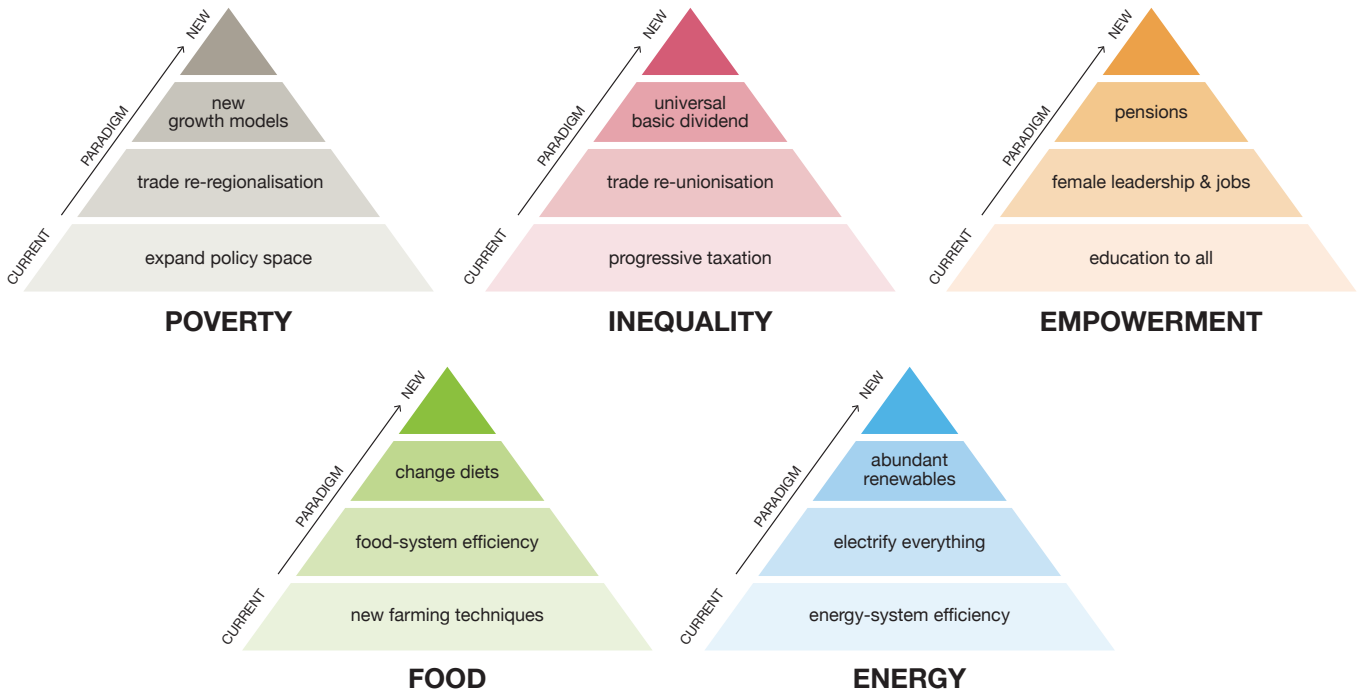 NEW
PARADIGM
CURRENT
new
growth models
trade re-regionalisation
expand policy space
POVERTY
NEW
PARADIGM
CURRENT
universal
basic dividend
trade re-unionisation
progressive taxation
INEQUALITY
NEW
PARADIGM
CURRENT
pensions
female leadership & jobs
education to all
EMPOWERMENT
NEW
PARADIGM
CURRENT
change diets
food-system efficiency
new farming techniques
FOOD
NEW
PARADIGM
CURRENT
abundant
renewables
electrify everything
energy-system efficiency
ENERGY